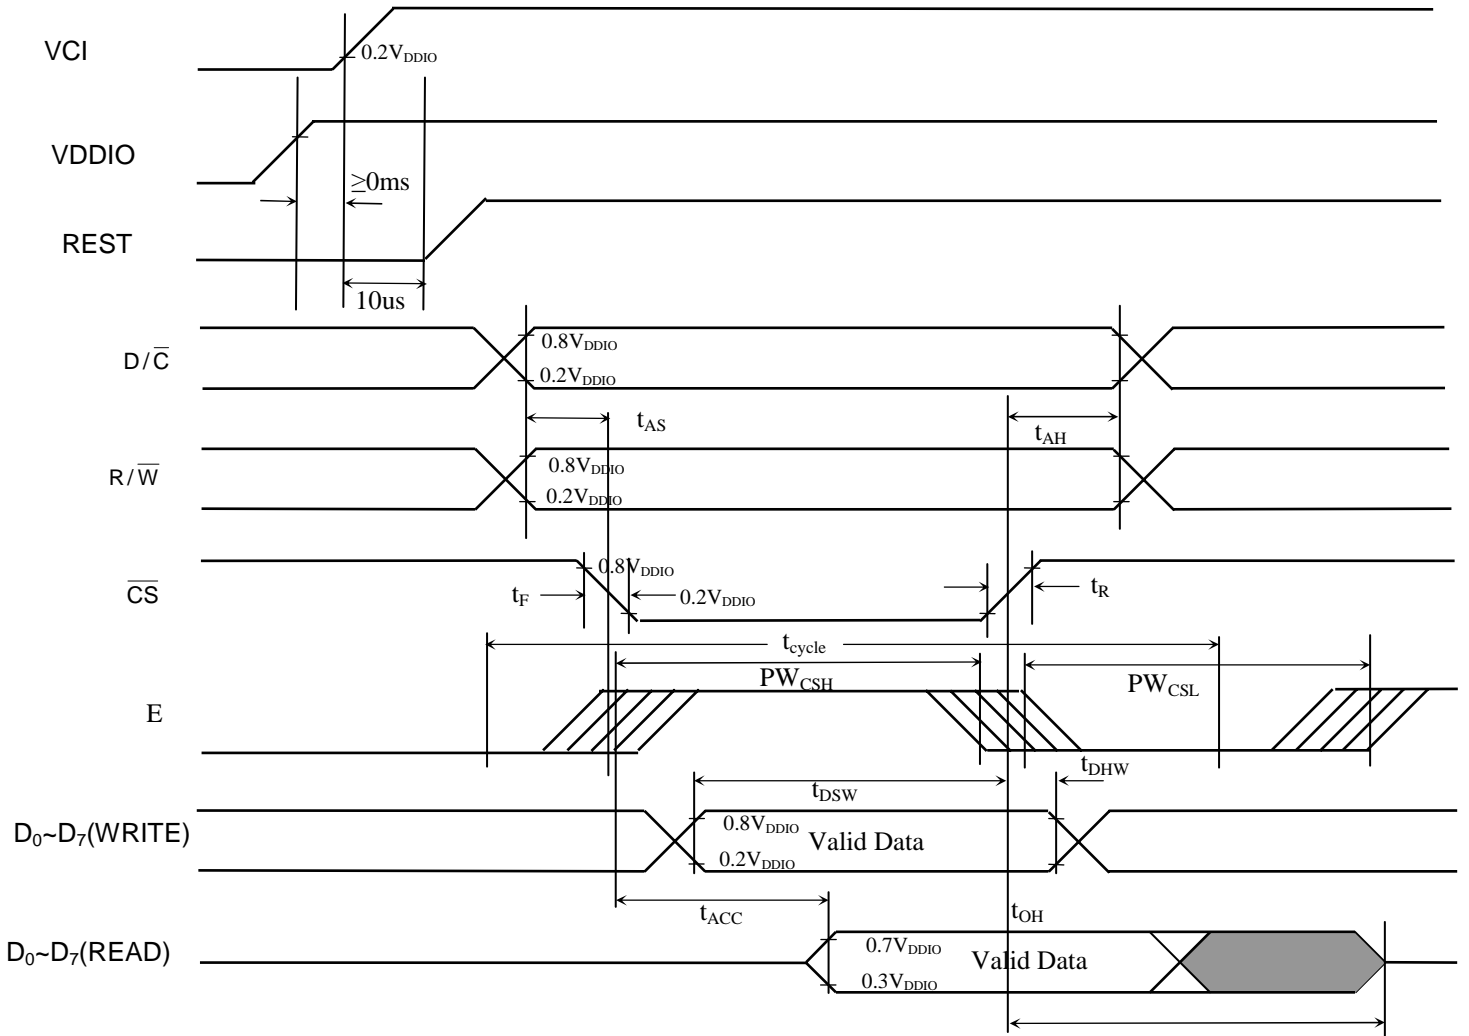 VCI
0.2VDDIO
VDDIO
≥0ms
REST
10us
D/C̅
0.8VDDIO
0.2VDDIO
tAS
tAH
R/W̅
0.8VDDIO
0.2VDDIO
C̅S̅
0.8VDDIO
tF
0.2VDDIO
tR
tcycle
PWCSH
PWCSL
E
tDHW
tDSW
D0~D7(WRITE)
0.8VDDIO
Valid Data
0.2VDDIO
tACC
tOH
D0~D7(READ)
0.7VDDIO
Valid Data
0.3VDDIO